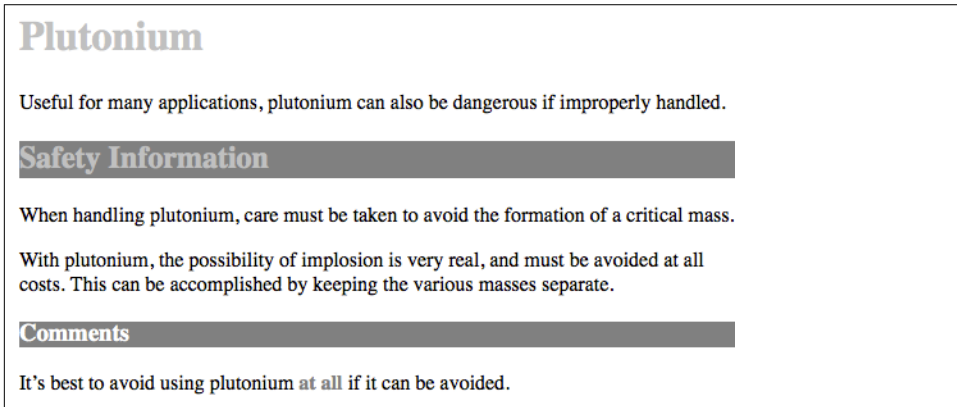 Plutonium
Useful for many applications, plutonium can also be dangerous if improperly handled.
Safety Information
When handling plutonium, care must be taken to avoid the formation of a critical mass.
With plutonium, the possibility of implosion is very real, and must be avoided at all
costs. This can be accomplished by keeping the various masses separate.
Comments
It’s best to avoid using plutonium at all if it can be avoided.